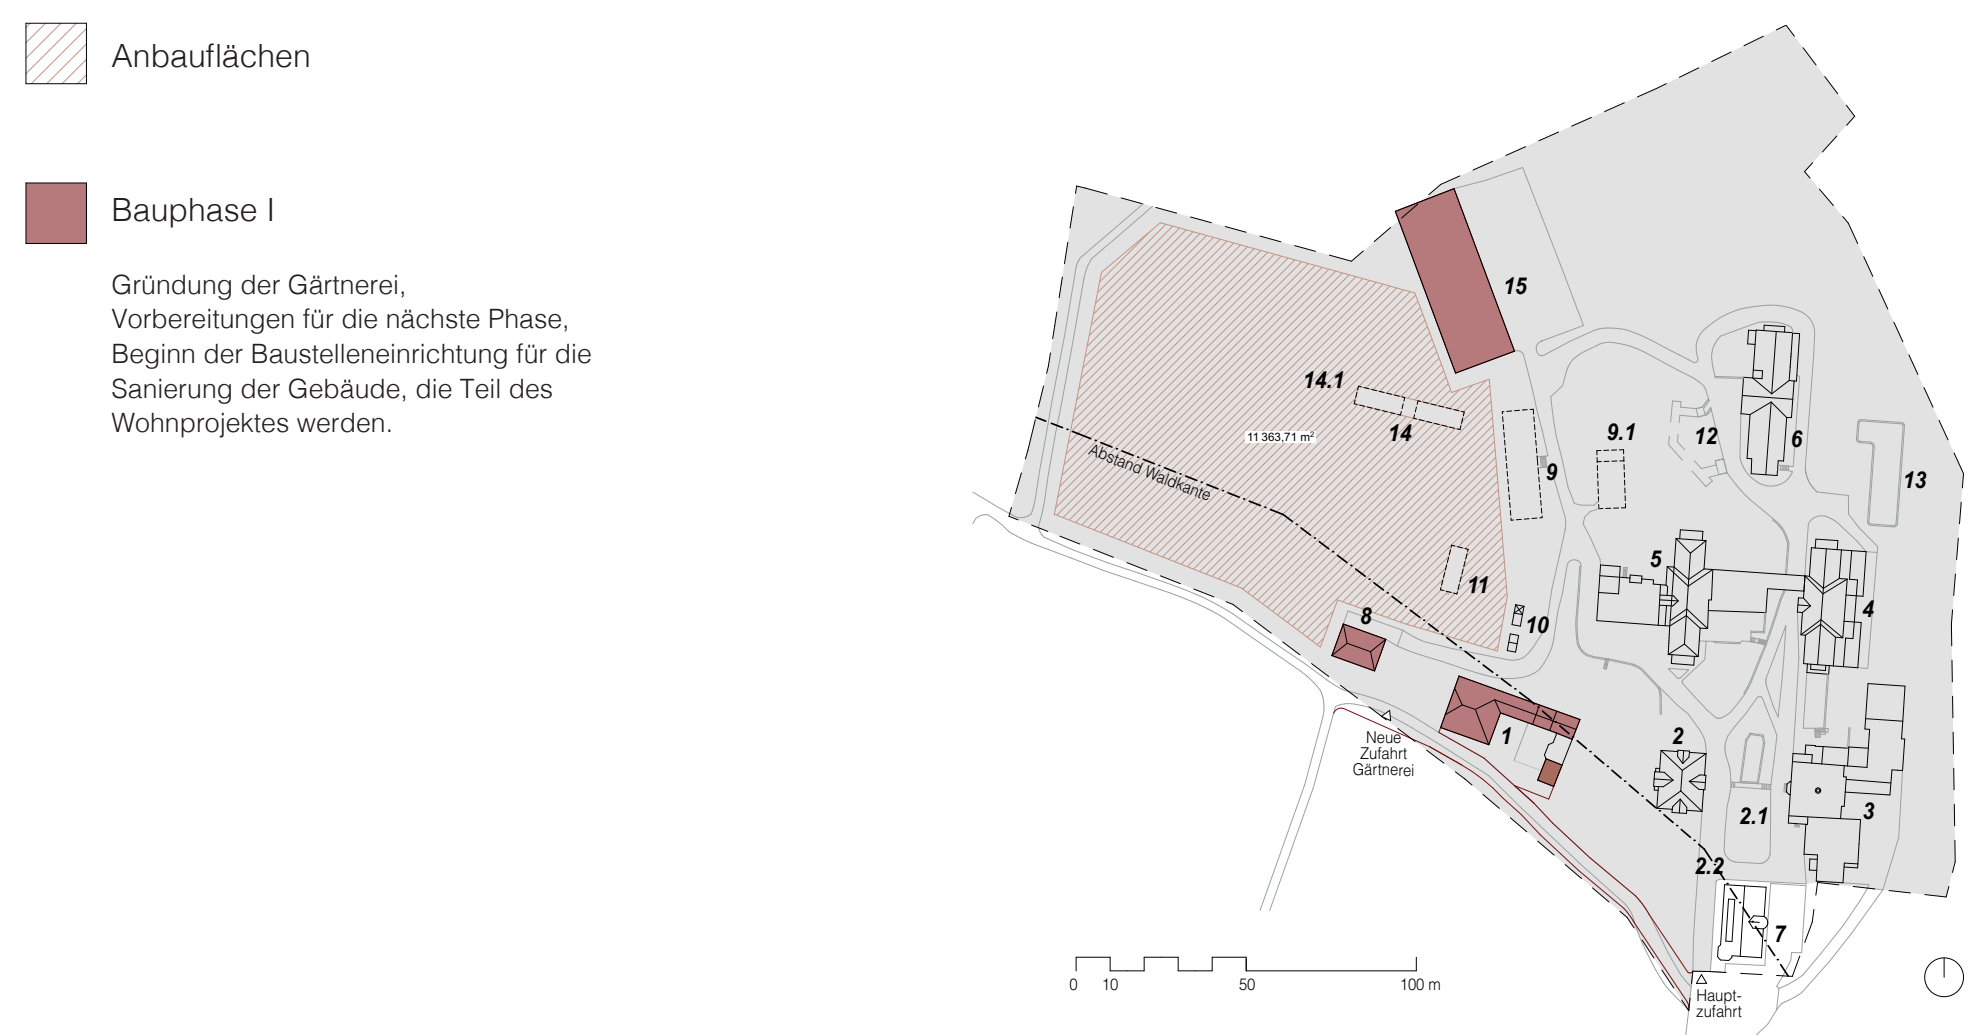 Anbauflächen
Bauphase I
Gründung der Gärtnerei,
Vorbereitungen für die nächste Phase,
Beginn der Baustelleneinrichtung für die
Sanierung der Gebäude, die Teil des
Wohnprojektes werden.
15
14.1
14
11 363,71 m²
Abstand Waldkante
9
9.1
12
6
13
5
11
10
8
4
1
Neue
Zufahrt
Gärtnerei
2
2.1
3
2.2
7
Haupt-
zufahrt
0 10 50 100 m